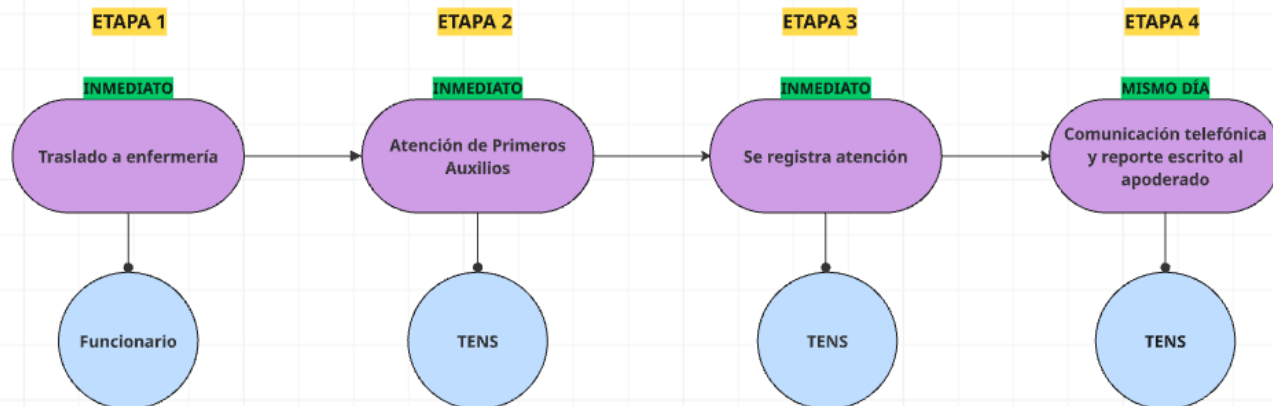 ETAPA 1
ETAPA 2
ETAPA 3
ETAPA 4
INMEDIATO
INMEDIATO
INMEDIATO
MISMO DÍA
Traslado a enfermería
Atención de Primeros
Auxilios
Se registra atención
Comunicación telefónica
y reporte escrito al
apoderado
Funcionario
TENS
TENS
TENS